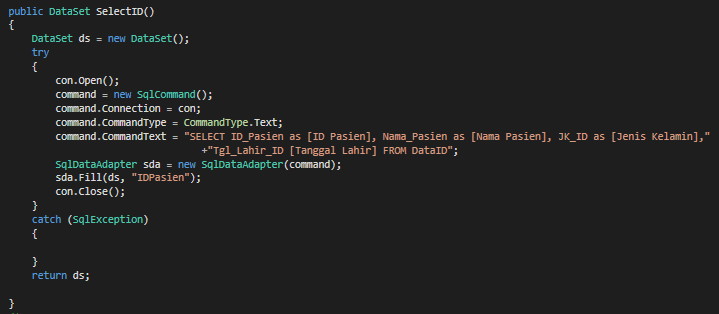 public DataSet SelectID()
{
DataSet ds = new DataSet();
try
{
con.Open();
command = new SqlCommand();
command.Connection = con;
command.CommandType = CommandType.Text;
command.CommandText = "SELECT ID_Pasien as [ID Pasien], Nama_Pasien as [Nama Pasien], JK_ID as [Jenis Kelamin],"
+"Tgl_Lahir_ID [Tanggal Lahir] FROM DataID";
SqlDataAdapter sda = new SqlDataAdapter(command);
sda.Fill(ds, "IDPasien");
con.Close();
}
catch (SqlException)
{
}
return ds;
}